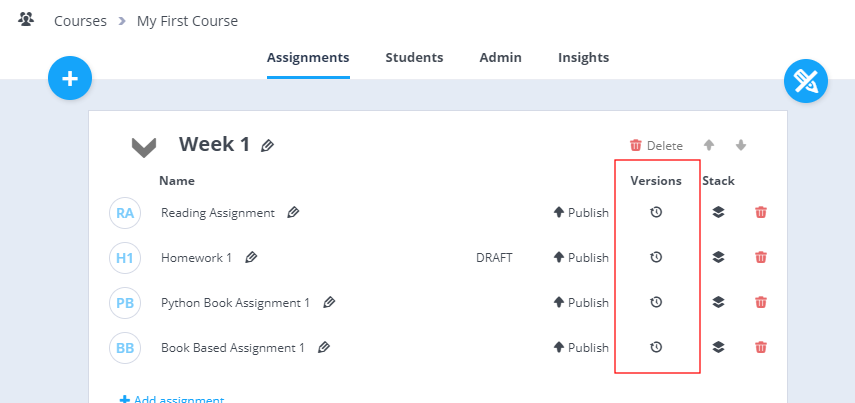 Courses > My First Course
Assignments Students Admin Insights
Week 1 Delete
Name Versions Stack
RA Reading Assignment Publish
H1 Homework 1 DRAFT Publish
PB Python Book Assignment 1 Publish
BB Book Based Assignment 1 Publish
+ Add assignment